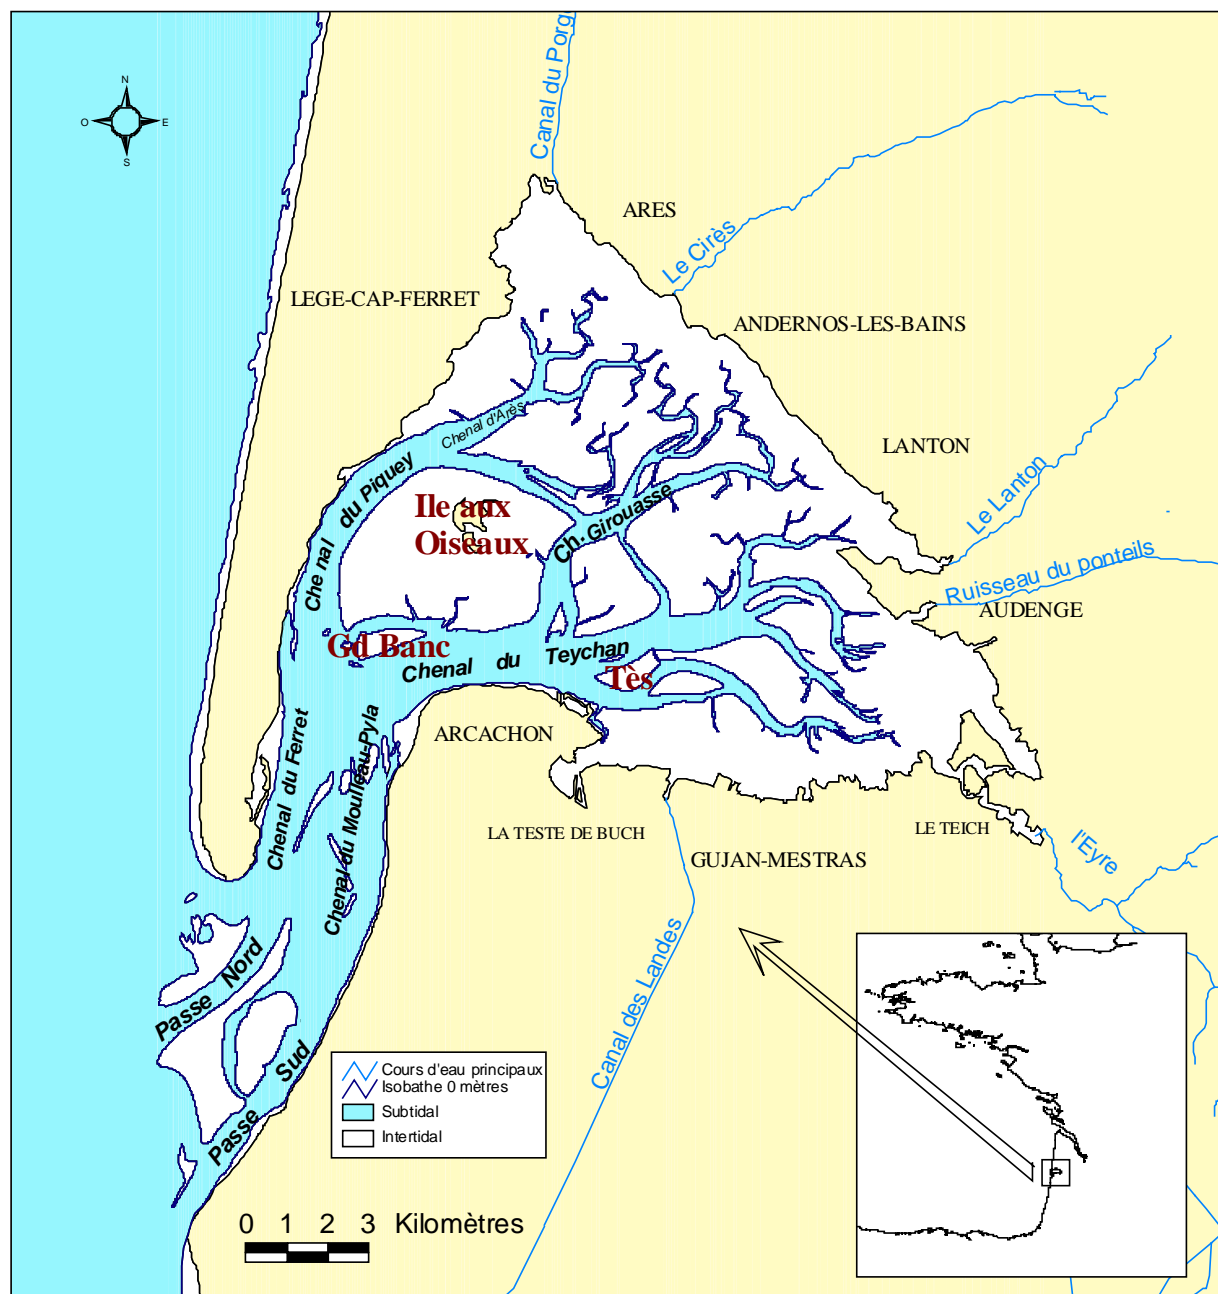 Canal du Porg
N
O
E
S
ARES
Le Cirès
LEGE-CAP-FERRET
ANDERNOS-LES-BAINS
Chenal d'Arès
LANTON
Chenal du Piquey
Ile aux
Oiseaux
Ch. Girouasse
Le Lanton
Ruisseau du ponteils
AUDENGE
Gd Banc
Chenal du Teychan
Tès
ARCACHON
Chenal du Ferret
Chenal du Moulleau-Pyla
LA TESTE DE BUCH
LE TEICH
GUJAN-MESTRAS
l'Eyre
Passe Nord
Canal des Landes
Passe Sud
Cours d'eau principaux
Isobathe 0 mètres
Subtidal
Intertidal
0 1 2 3 Kilomètres